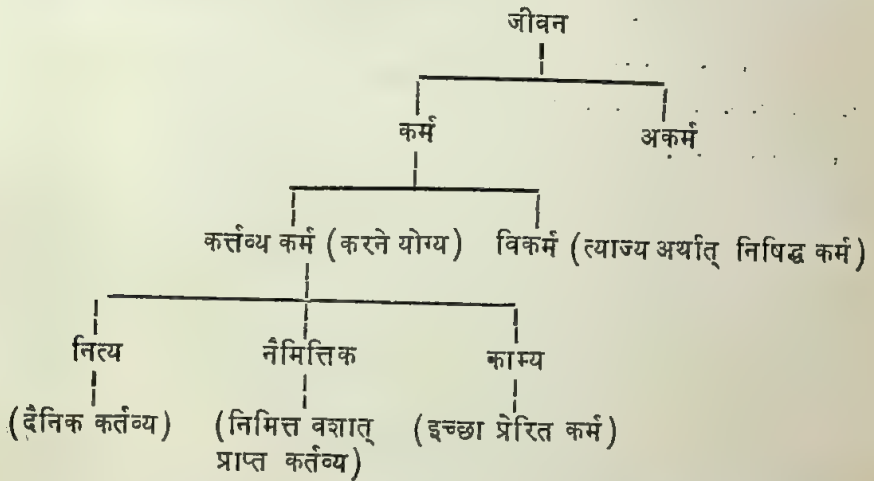 जीवन
कर्म अकर्म
कर्त्तव्थ कर्म (करने योग्य) विकर्म (त्याज्य अर्थात् निषिद्ध कर्म)
नित्य नैमित्तिक काम्य
(दैनिक कर्तव्य) (निमित्त वशात् (इच्छा प्रेरित कर्म)
प्राप्त कर्तव्य)